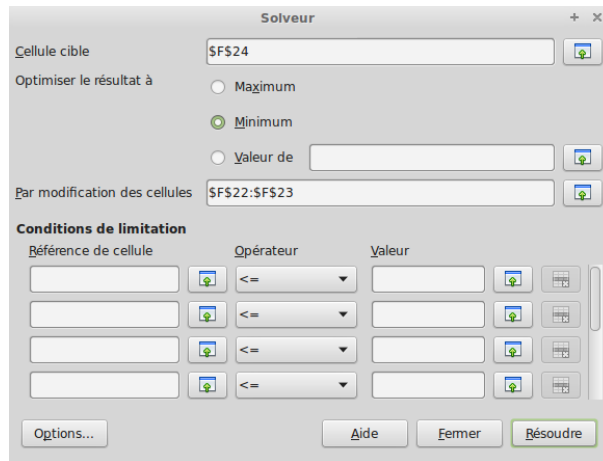 Solveur
Cellule cible $F$24
Optimiser le résultat à Maximum
Minimum
Valeur de
Par modification des cellules $F$22:$F$23
Conditions de limitation
Référence de cellule Opérateur Valeur
<=
<=
<=
<=
Options... Aide Fermer Résoudre